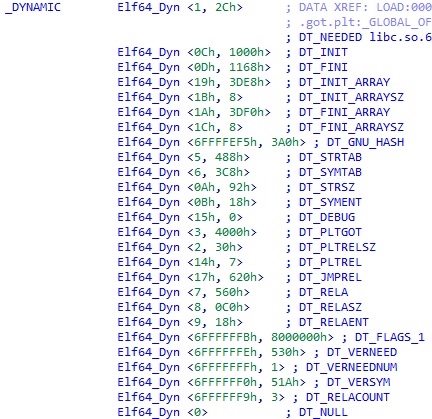 _DYNAMIC Elf64_Dyn <1, 2Ch> ; DATA XREF: LOAD:000
; .got.plt:_GLOBAL_OF
; DT_NEEDED libc.so.6
Elf64_Dyn <0Ch, 1000h> ; DT_INIT
Elf64_Dyn <0Dh, 1168h> ; DT_FINI
Elf64_Dyn <19h, 3DE8h> ; DT_INIT_ARRAY
Elf64_Dyn <1Bh, 8> ; DT_INIT_ARRAYSZ
Elf64_Dyn <1Ah, 3DF0h> ; DT_FINI_ARRAY
Elf64_Dyn <1Ch, 8> ; DT_FINI_ARRAYSZ
Elf64_Dyn <6FFFFEF5h, 3A0h> ; DT_GNU_HASH
Elf64_Dyn <5, 488h> ; DT_STRTAB
Elf64_Dyn <6, 3C8h> ; DT_SYMTAB
Elf64_Dyn <0Ah, 92h> ; DT_STRSZ
Elf64_Dyn <0Bh, 18h> ; DT_SYMENT
Elf64_Dyn <15h, 0> ; DT_DEBUG
Elf64_Dyn <3, 4000h> ; DT_PLTGOT
Elf64_Dyn <2, 30h> ; DT_PLTRELSZ
Elf64_Dyn <14h, 7> ; DT_PLTREL
Elf64_Dyn <17h, 620h> ; DT_JMPREL
Elf64_Dyn <7, 560h> ; DT_RELA
Elf64_Dyn <8, 0C0h> ; DT_RELASZ
Elf64_Dyn <9, 18h> ; DT_RELAENT
Elf64_Dyn <6FFFFFFBh, 8000000h> ; DT_FLAGS_1
Elf64_Dyn <6FFFFFFEh, 530h> ; DT_VERNEED
Elf64_Dyn <6FFFFFFFh, 1> ; DT_VERNEEDNUM
Elf64_Dyn <6FFFFFF0h, 51Ah> ; DT_VERSYM
Elf64_Dyn <6FFFFFF9h, 3> ; DT_RELACOUNT
Elf64_Dyn <0> ; DT_NULL